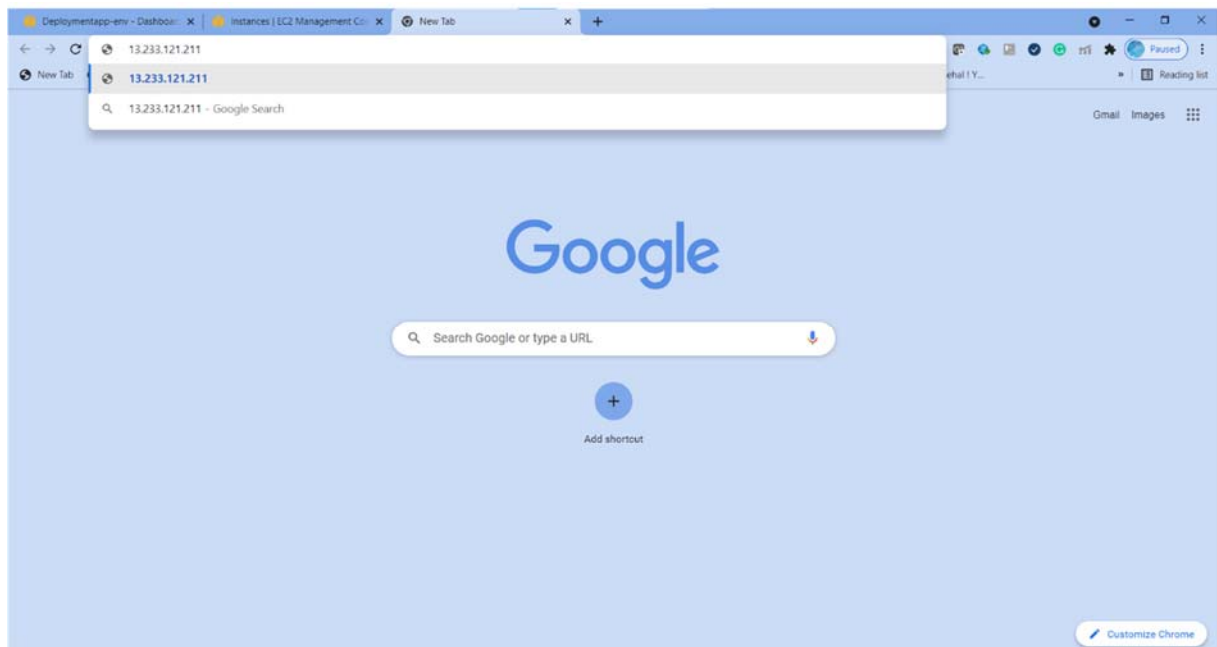 Deploymentapp-env - Dashboar
Instances | EC2 Management Co
New Tab
13.233.121.211
Paused
New Tab
13.233.121.211
ehal ! Y...
»
Reading list
13.233.121.211 - Google Search
Gmail Images
Google
Search Google or type a URL
Add shortcut
Customize Chrome